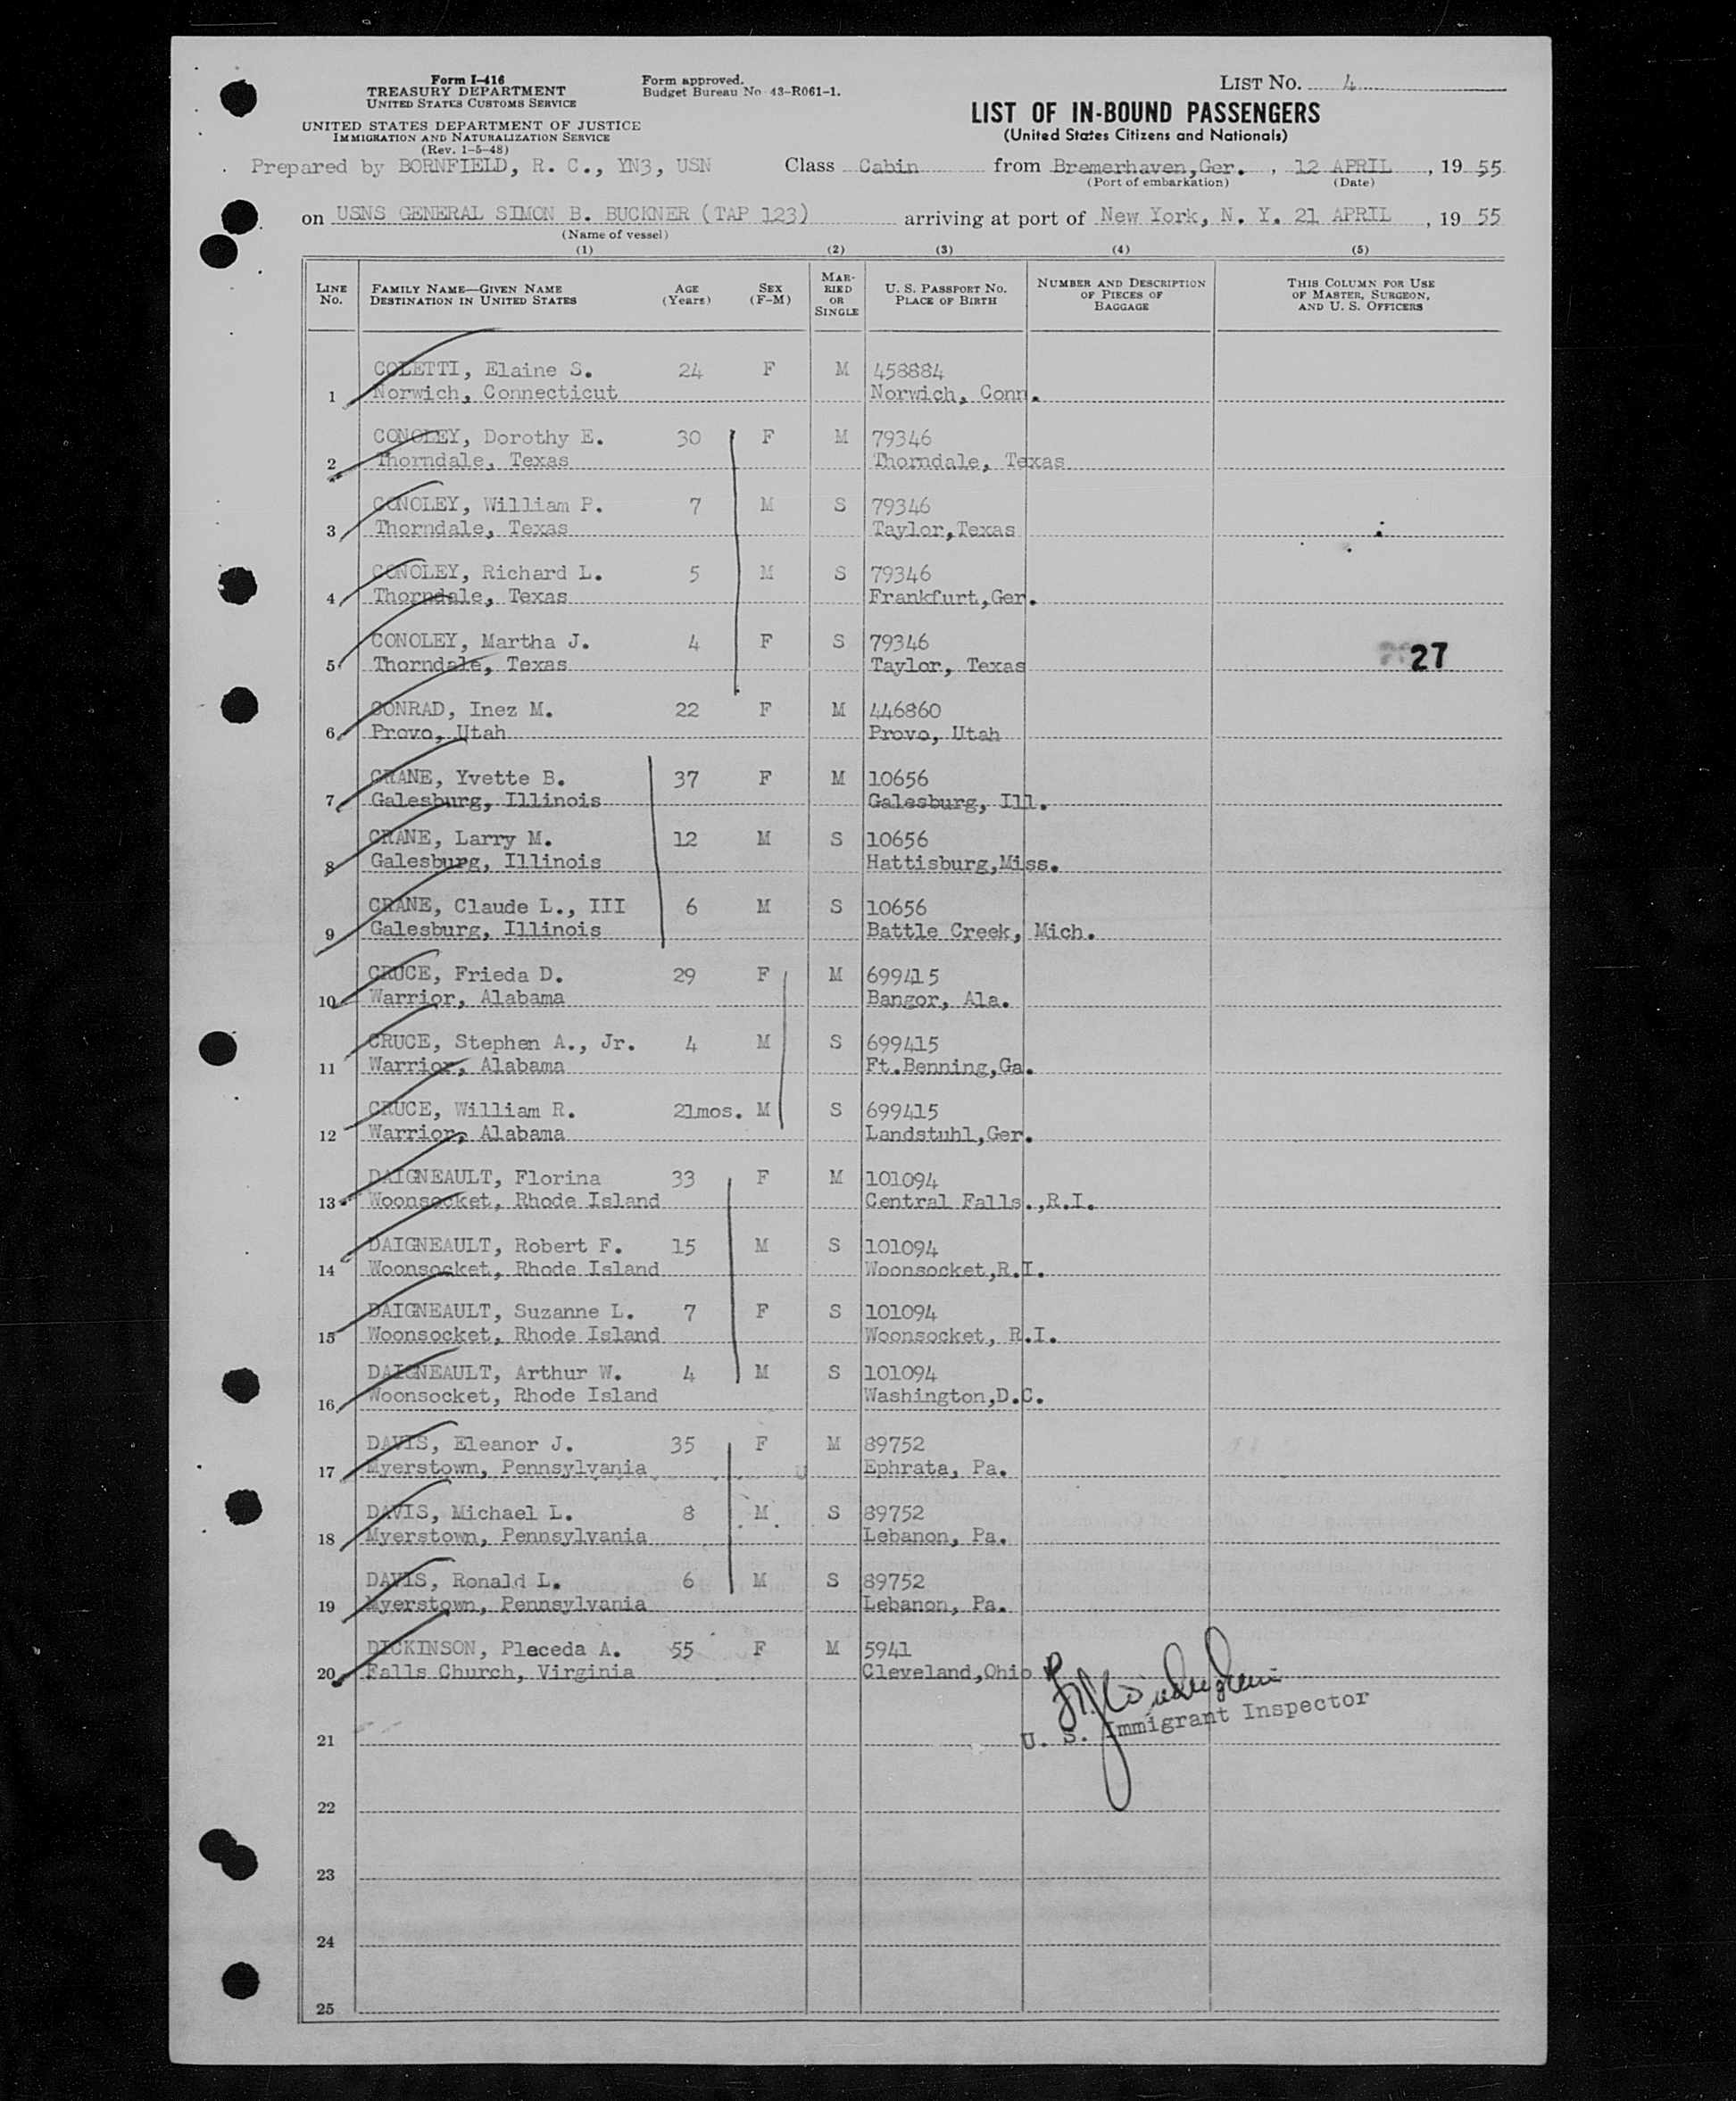 Form I-416
TREASURY DEPARTMENT
UNITED STATES CUSTOMS SERVICE
UNITED STATES DEPARTMENT OF JUSTICE
IMMIGRATION AND NATURALIZATION SERVICE
(Rev. 1-5-48)
Form approved.
Budget Bureau No 43-R061-1.
LIST No. 4
LIST OF IN-BOUND PASSENGERS
(United States Citizens and Nationals)
Prepared by BORNFIELD, R. C., YN3, USN Class Cabin from Bremerhaven,Ger. , 12 APRIL , 19 55
(Port of embarkation) (Date)
on USNS GENERAL SIMON B. BUCKNER (TAP 123) arriving at port of New York, N. Y. 21 APRIL , 19 55
(Name of vessel)
(1) (2) (3) (4) (5)
LINE No. FAMILY NAME—GIVEN NAME DESTINATION IN UNITED STATES AGE (Years) SEX (F-M) MARRIED OR SINGLE U. S. PASSPORT No. PLACE OF BIRTH NUMBER AND DESCRIPTION OF PIECES OF BAGGAGE THIS COLUMN FOR USE OF MASTER, SURGEON, AND U. S. OFFICERS
COLETTI, Elaine S. 24 F M 458884
1 Norwich, Connecticut Norwich, Conn.
CONOLEY, Dorothy E. 30 F M 79346
2 Thorndale, Texas Thorndale, Texas
CONOLEY, William P. 7 M S 79346
3 Thorndale, Texas Taylor,Texas
CONOLEY, Richard L. 5 M S 79346
4 Thorndale, Texas Frankfurt,Ger.
CONOLEY, Martha J. 4 F S 79346
5 Thorndale, Texas Taylor, Texas 27
CONRAD, Inez M. 22 F M 446860
6 Provo, Utah Provo, Utah
CRANE, Yvette B. 37 F M 10656
7 Galesburg, Illinois Galesburg, Ill.
CRANE, Larry M. 12 M S 10656
8 Galesburg, Illinois Hattisburg,Miss.
CRANE, Claude L., III 6 M S 10656
9 Galesburg, Illinois Battle Creek, Mich.
CRUCE, Frieda D. 29 F M 699415
10 Warrior, Alabama Bangor, Ala.
CRUCE, Stephen A., Jr. 4 M S 699415
11 Warrior, Alabama Ft.Benning,Ga.
CRUCE, William R. 21mos. M S 699415
12 Warrior, Alabama Landstuhl,Ger.
DAIGNEAULT, Florina 33 F M 101094
13 Woonsocket, Rhode Island Central Falls.,R.I.
DAIGNEAULT, Robert F. 15 M S 101094
14 Woonsocket, Rhode Island Woonsocket,R.I.
DAIGNEAULT, Suzanne L. 7 F S 101094
15 Woonsocket, Rhode Island Woonsocket, R.I.
DAIGNEAULT, Arthur W. 4 M S 101094
16 Woonsocket, Rhode Island Washington,D.C.
DAVIS, Eleanor J. 35 F M 89752
17 Myerstown, Pennsylvania Ephrata, Pa.
DAVIS, Michael L. 8 M S 89752
18 Myerstown, Pennsylvania Lebanon, Pa.
DAVIS, Ronald L. 6 M S 89752
19 Myerstown, Pennsylvania Lebanon, Pa.
DICKINSON, Placeda A. 55 F M 5941
20 Falls Church, Virginia Cleveland,Ohio
U. S. Immigrant Inspector
21
22
23
24
25